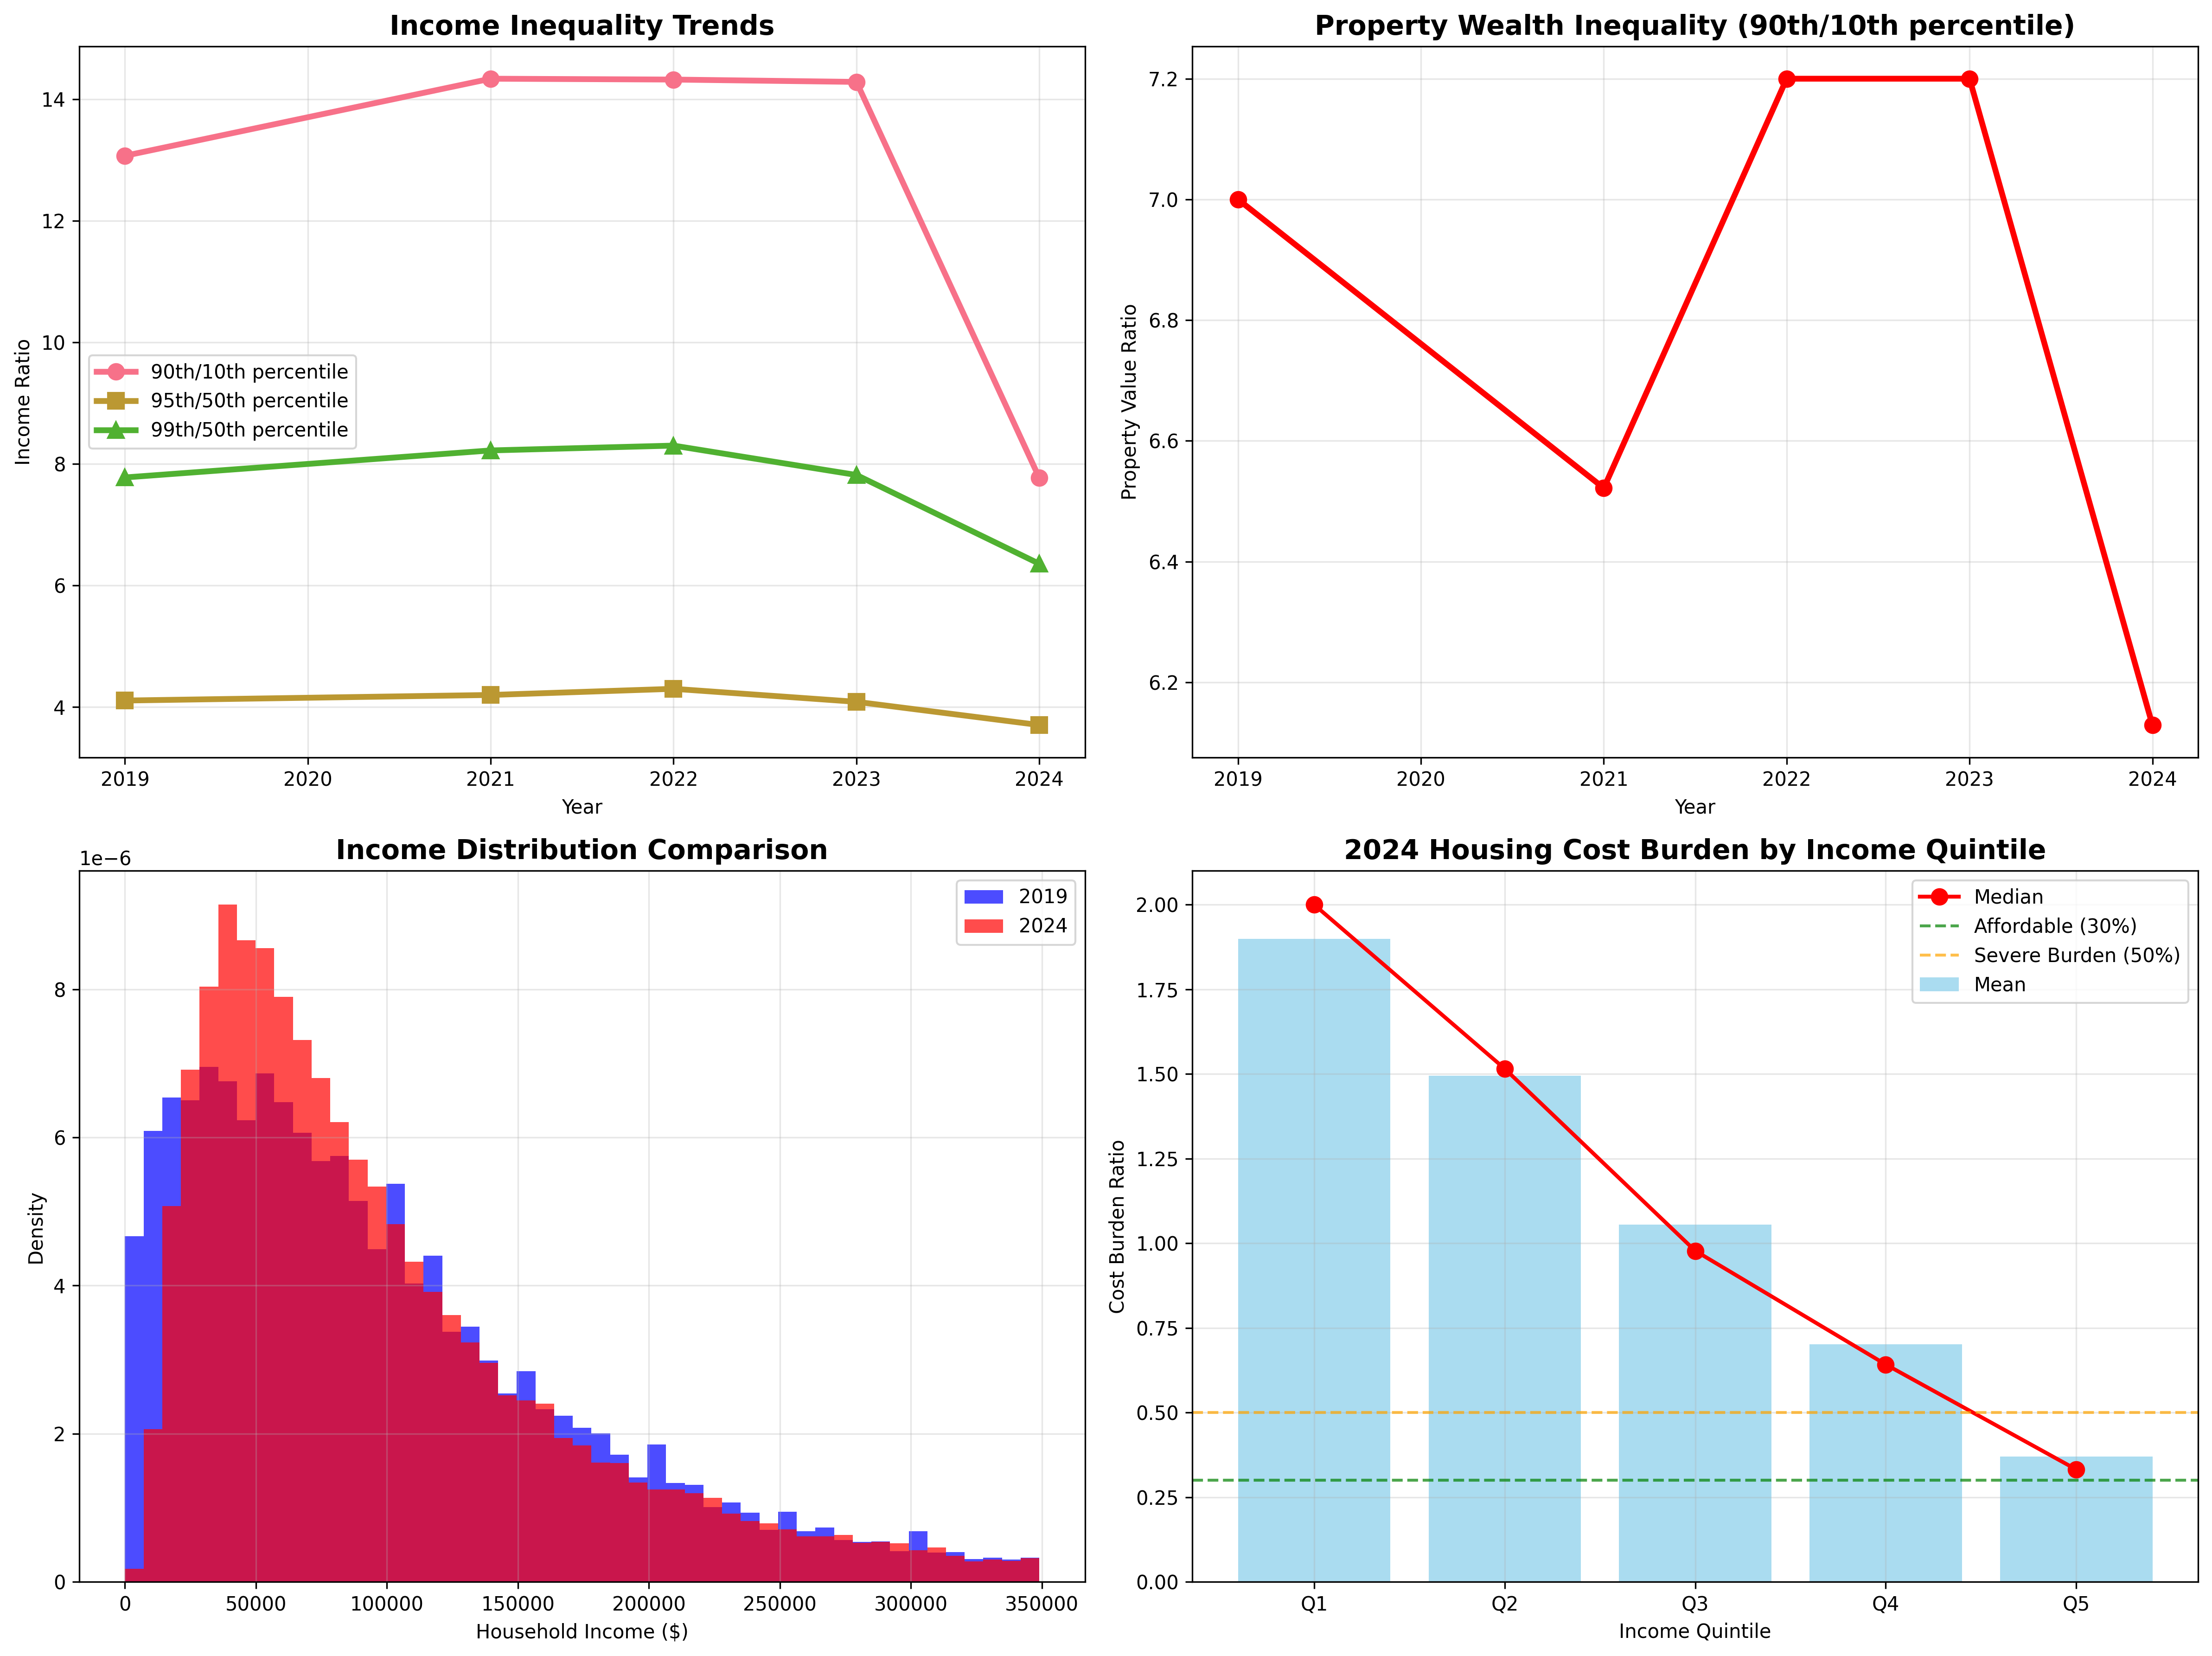 Income Inequality Trends
14
12
10
8
6
4
Income Ratio
90th/10th percentile
95th/50th percentile
99th/50th percentile
2019 2020 2021 2022 2023 2024
Year
Property Wealth Inequality (90th/10th percentile)
7.2
7.0
6.8
6.6
6.4
6.2
Property Value Ratio
2019 2020 2021 2022 2023 2024
Year
Income Distribution Comparison
1e−6
8
6
4
2
0
Density
2019
2024
0 50000 100000 150000 200000 250000 300000 350000
Household Income ($)
2024 Housing Cost Burden by Income Quintile
2.00
1.75
1.50
1.25
1.00
0.75
0.50
0.25
0.00
Cost Burden Ratio
Median
Affordable (30%)
Severe Burden (50%)
Mean
Q1 Q2 Q3 Q4 Q5
Income Quintile